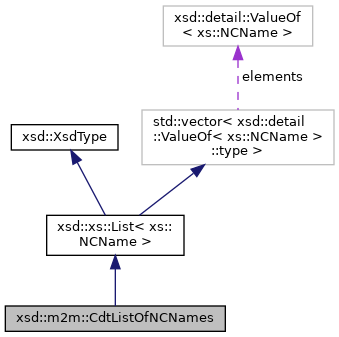 xsd::detail::ValueOf
< xs::NCName >
elements
std::vector< xsd::detail
::ValueOf< xs::NCName >
::type >
xsd::XsdType
xsd::xs::List< xs::
NCName >
xsd::m2m::CdtListOfNCNames